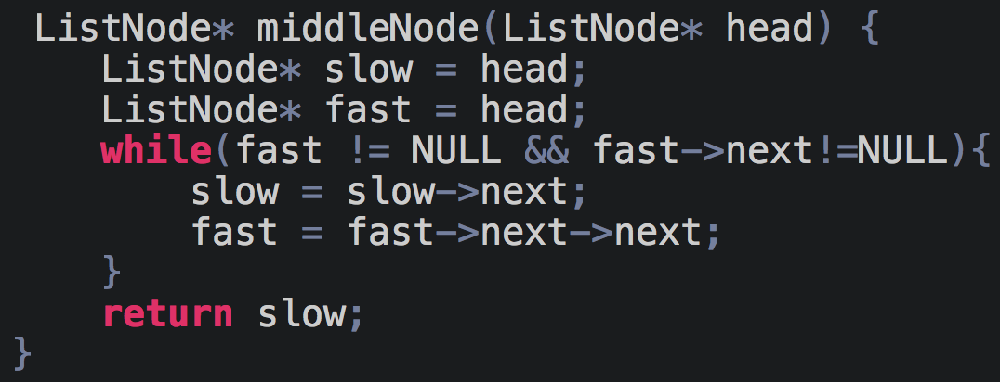 ListNode* middleNode(ListNode* head) {
ListNode* slow = head;
ListNode* fast = head;
while(fast != NULL && fast->next!=NULL){
slow = slow->next;
fast = fast->next->next;
}
return slow;
}